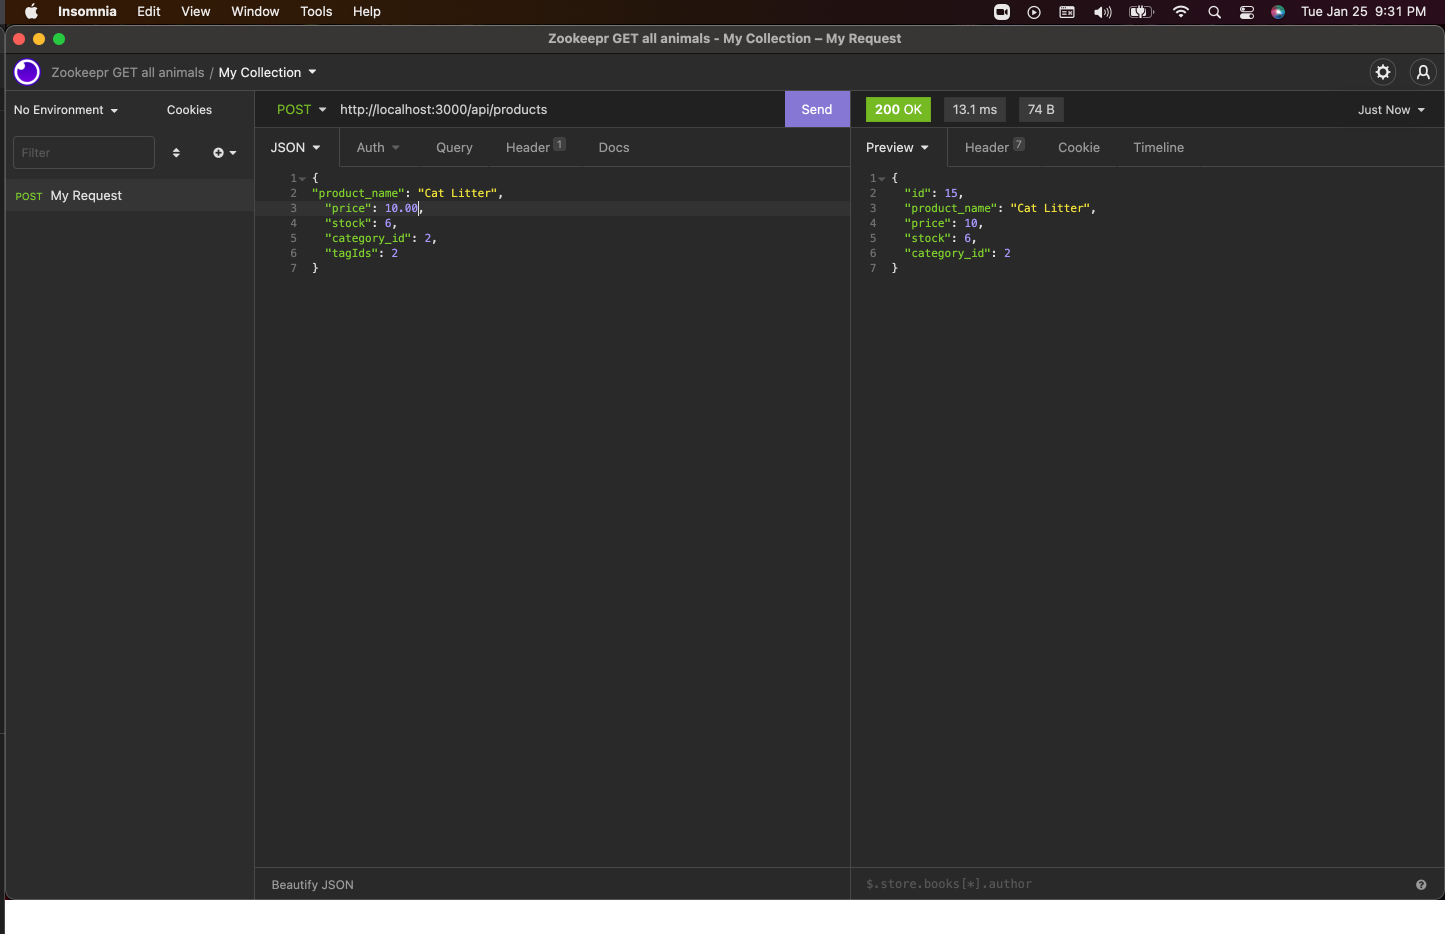 Insomnia Edit View Window Tools Help Tue Jan 25 9:31 PM
Zookeepr GET all animals - My Collection – My Request
Zookeepr GET all animals / My Collection
No Environment Cookies
POST http://localhost:3000/api/products Send
200 OK 13.1 ms 74 B Just Now
Filter
JSON Auth Query Header 1 Docs
Preview Header 7 Cookie Timeline
POST My Request
1 {
2 "product_name": "Cat Litter",
3 "price": 10.00,
4 "stock": 6,
5 "category_id": 2,
6 "tagIds": 2
7 }
1 {
2 "id": 15,
3 "product_name": "Cat Litter",
4 "price": 10,
5 "stock": 6,
6 "category_id": 2
7 }
Beautify JSON
$.store.books[*].author